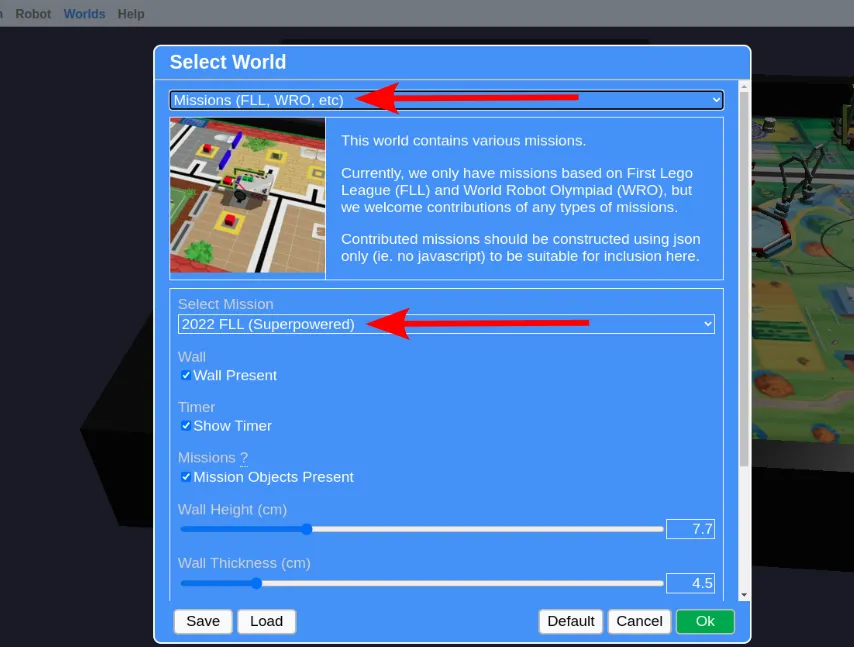 Robot Worlds Help
Select World
Missions (FLL, WRO, etc)
This world contains various missions.
Currently, we only have missions based on First Lego
League (FLL) and World Robot Olympiad (WRO), but
we welcome contributions of any types of missions.
Contributed missions should be constructed using json
only (ie. no javascript) to be suitable for inclusion here.
Select Mission
2022 FLL (Superpowered)
Wall
Wall Present
Timer
Show Timer
Missions ?
Mission Objects Present
Wall Height (cm)
7.7
Wall Thickness (cm)
4.5
Save Load Default Cancel Ok